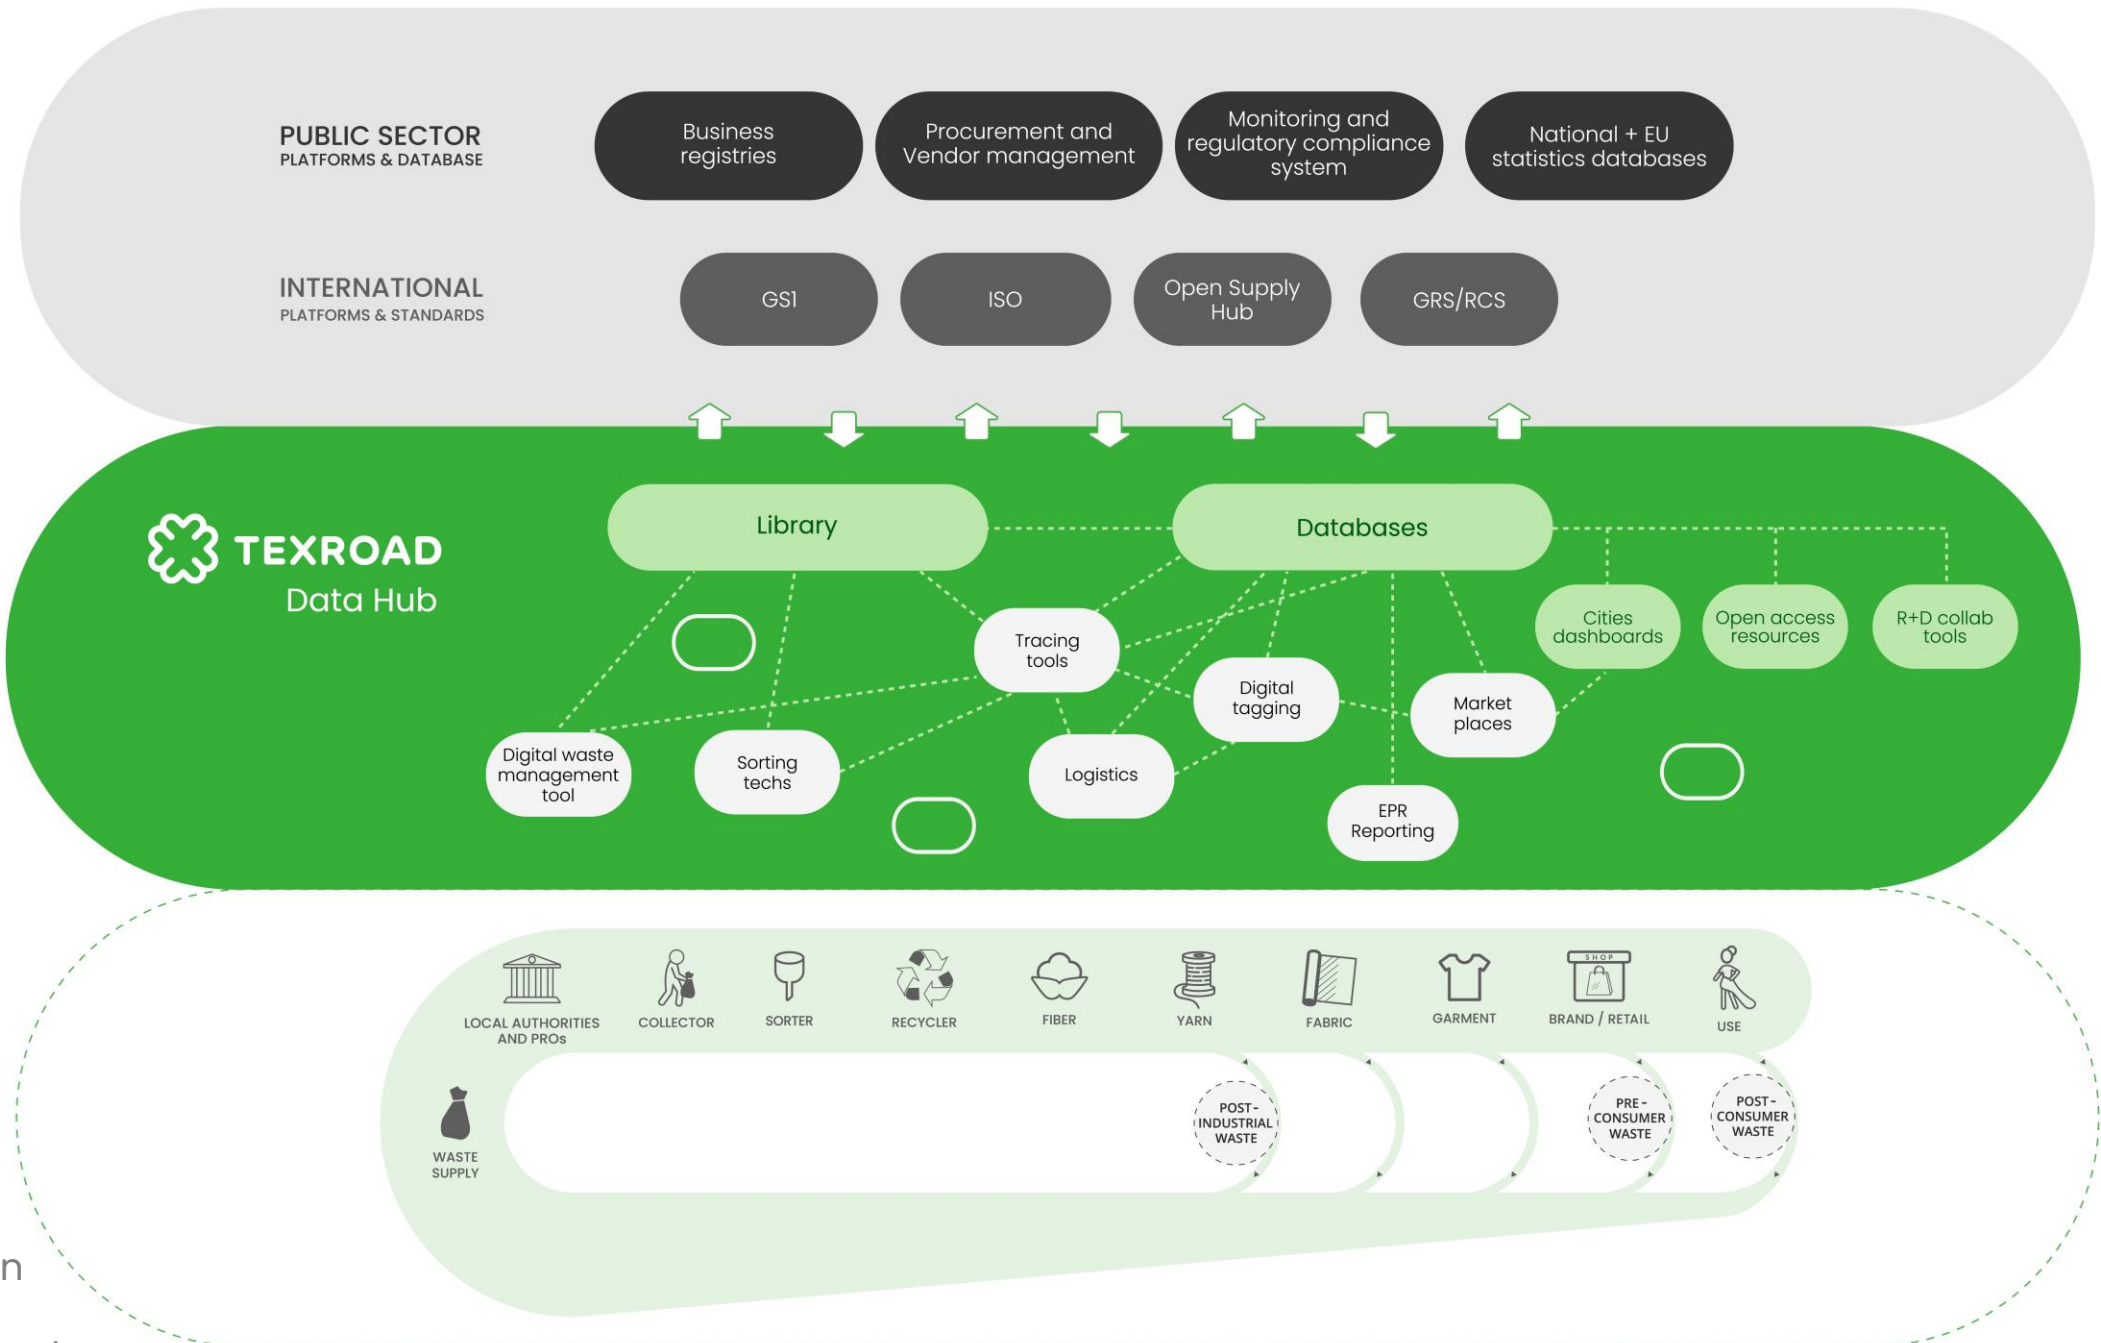 PUBLIC SECTOR
PLATFORMS & DATABASE
Business
registries
Procurement and
Vendor management
Monitoring and
regulatory compliance
system
National + EU
statistics databases
INTERNATIONAL
PLATFORMS & STANDARDS
GS1
ISO
Open Supply
Hub
GRS/RCS
TEXROAD
Data Hub
Library
Databases
Cities
dashboards
Open access
resources
R+D collab
tools
Tracing
tools
Digital
tagging
Market
places
Digital waste
management
tool
Sorting
techs
Logistics
EPR
Reporting
LOCAL AUTHORITIES
AND PROs
COLLECTOR
SORTER
RECYCLER
FIBER
YARN
FABRIC
GARMENT
SHOP
BRAND / RETAIL
USE
WASTE
SUPPLY
POST-
INDUSTRIAL
WASTE
PRE-
CONSUMER
WASTE
POST-
CONSUMER
WASTE
n